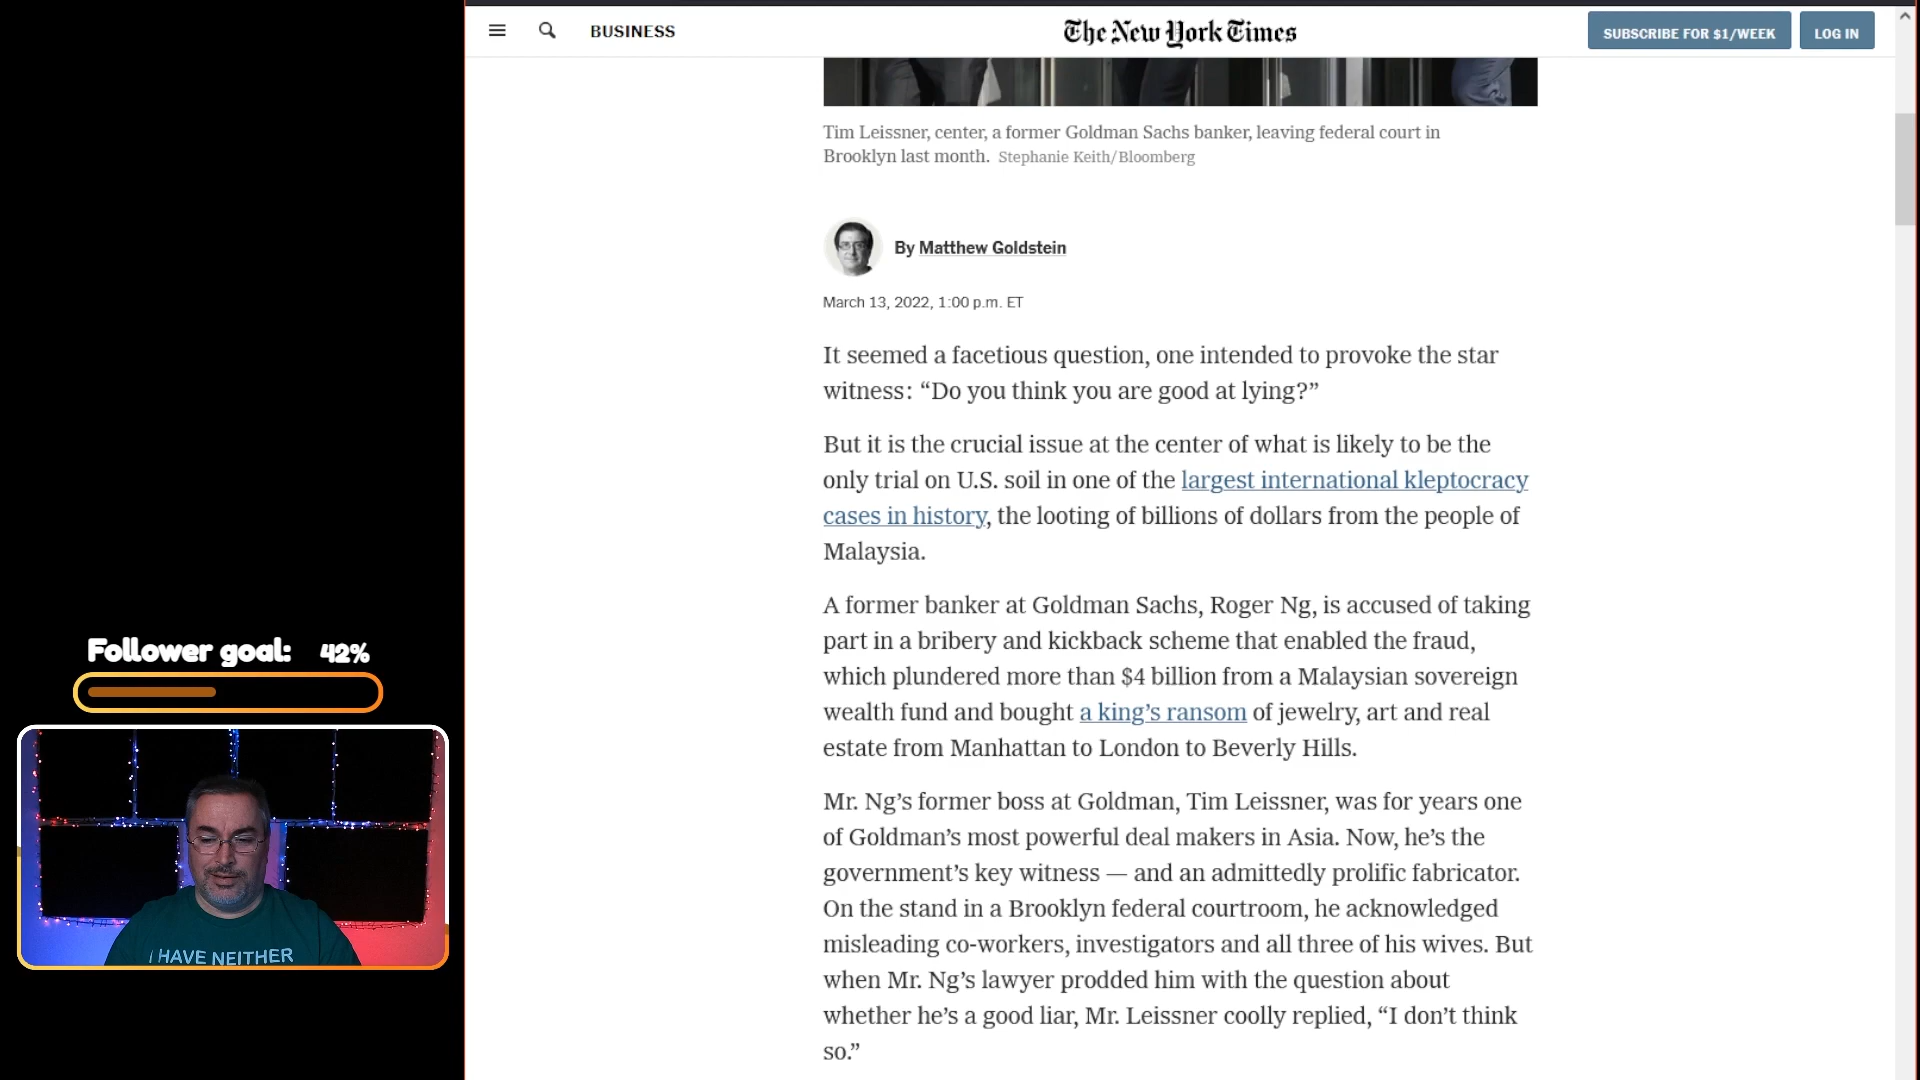 BUSINESS
The New York Times
SUBSCRIBE FOR $1/WEEK
LOG IN
Tim Leissner, center, a former Goldman Sachs banker, leaving federal court in
Brooklyn last month. Stephanie Keith/Bloomberg
By Matthew Goldstein
March 13, 2022, 1:00 p.m. ET
It seemed a facetious question, one intended to provoke the star
witness: “Do you think you are good at lying?”
But it is the crucial issue at the center of what is likely to be the
only trial on U.S. soil in one of the largest international kleptocracy
cases in history, the looting of billions of dollars from the people of
Malaysia.
A former banker at Goldman Sachs, Roger Ng, is accused of taking
part in a bribery and kickback scheme that enabled the fraud,
which plundered more than $4 billion from a Malaysian sovereign
wealth fund and bought a king’s ransom of jewelry, art and real
estate from Manhattan to London to Beverly Hills.
Mr. Ng’s former boss at Goldman, Tim Leissner, was for years one
of Goldman’s most powerful deal makers in Asia. Now, he’s the
government’s key witness — and an admittedly prolific fabricator.
On the stand in a Brooklyn federal courtroom, he acknowledged
misleading co-workers, investigators and all three of his wives. But
when Mr. Ng’s lawyer prodded him with the question about
whether he’s a good liar, Mr. Leissner coolly replied, “I don’t think
so.”
Follower goal: 42%
I HAVE NEITHER